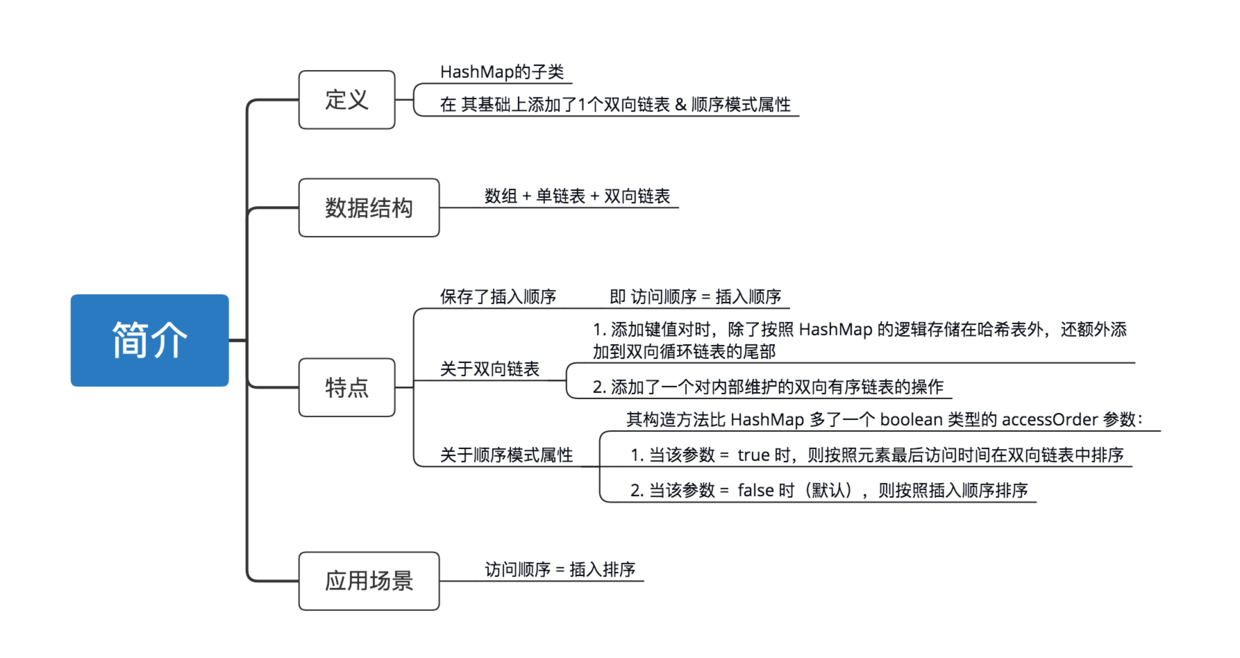 简介
定义
HashMap的子类
在 其基础上添加了1个双向链表 & 顺序模式属性
数据结构
数组 + 单链表 + 双向链表
特点
保存了插入顺序
即 访问顺序 = 插入顺序
关于双向链表
1. 添加键值对时，除了按照 HashMap 的逻辑存储在哈希表外，还额外添
加到双向循环链表的尾部
2. 添加了一个对内部维护的双向有序链表的操作
关于顺序模式属性
其构造方法比 HashMap 多了一个 boolean 类型的 accessOrder 参数：
1. 当该参数 = true 时，则按照元素最后访问时间在双向链表中排序
2. 当该参数 = false 时（默认），则按照插入顺序排序
应用场景
访问顺序 = 插入排序